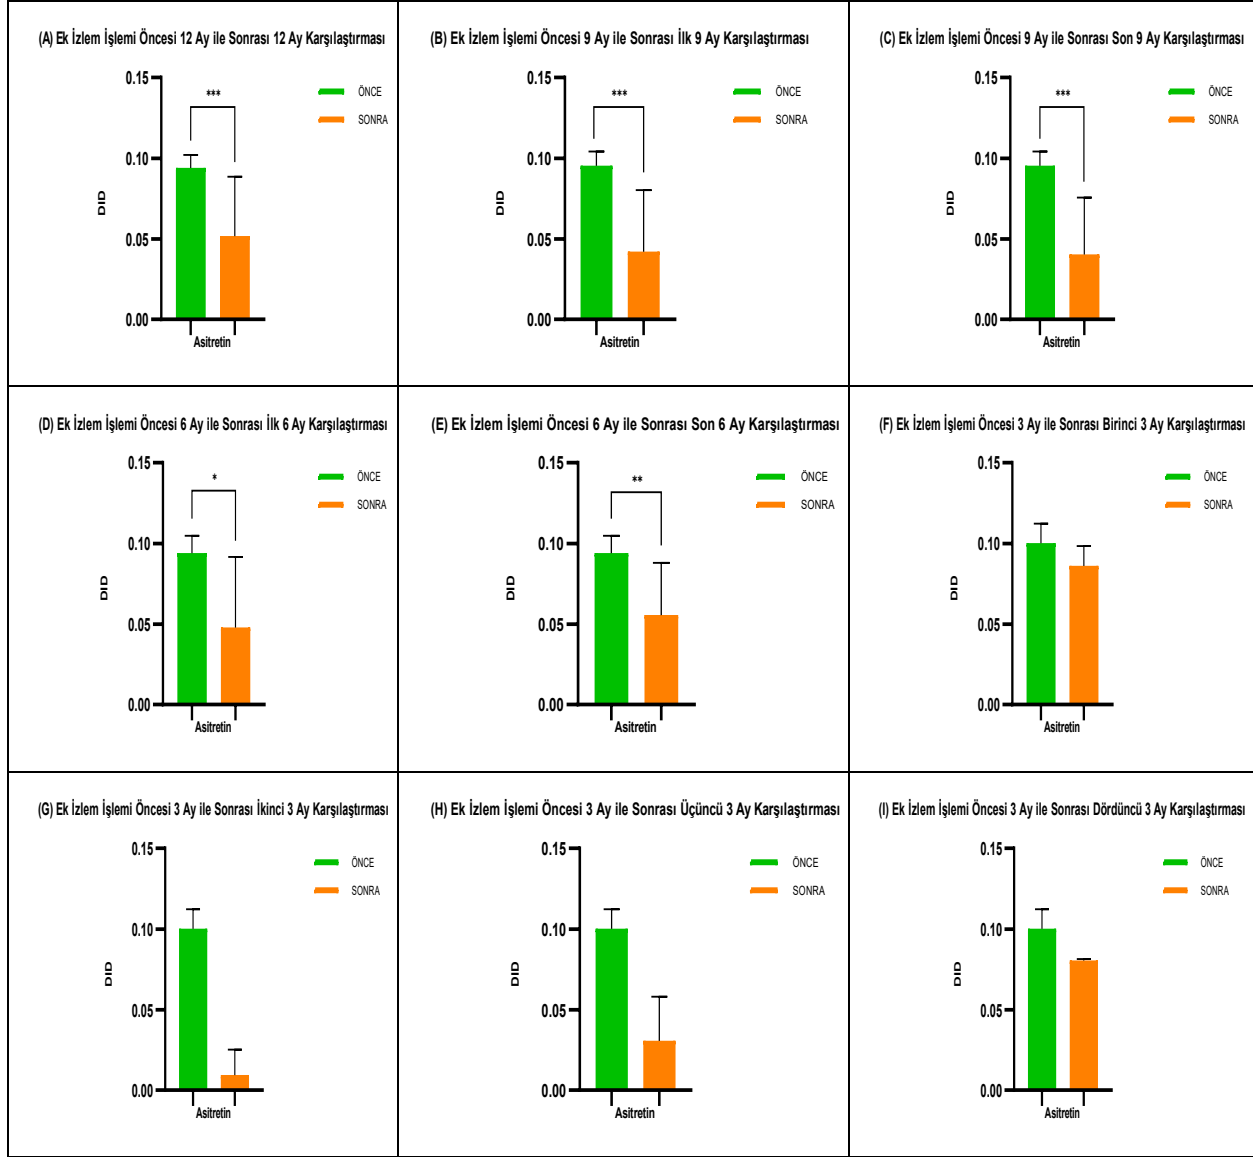 (A) Ek İzlem İşlemi Öncesi 12 Ay ile Sonrası 12 Ay Karşılaştırması
0.15
0.10
0.05
0.00
DID
***
ÖNCE
SONRA
Asitretin
(B) Ek İzlem İşlemi Öncesi 9 Ay ile Sonrası İlk 9 Ay Karşılaştırması
0.15
0.10
0.05
0.00
DID
***
ÖNCE
SONRA
Asitretin
(C) Ek İzlem İşlemi Öncesi 9 Ay ile Sonrası Son 9 Ay Karşılaştırması
0.15
0.10
0.05
0.00
DID
***
ÖNCE
SONRA
Asitretin
(D) Ek İzlem İşlemi Öncesi 6 Ay ile Sonrası İlk 6 Ay Karşılaştırması
0.15
0.10
0.05
0.00
DID
*
ÖNCE
SONRA
Asitretin
(E) Ek İzlem İşlemi Öncesi 6 Ay ile Sonrası Son 6 Ay Karşılaştırması
0.15
0.10
0.05
0.00
DID
**
ÖNCE
SONRA
Asitretin
(F) Ek İzlem İşlemi Öncesi 3 Ay ile Sonrası Birinci 3 Ay Karşılaştırması
0.15
0.10
0.05
0.00
DID
ÖNCE
SONRA
Asitretin
(G) Ek İzlem İşlemi Öncesi 3 Ay ile Sonrası İkinci 3 Ay Karşılaştırması
0.15
0.10
0.05
0.00
DID
ÖNCE
SONRA
Asitretin
(H) Ek İzlem İşlemi Öncesi 3 Ay ile Sonrası Üçüncü 3 Ay Karşılaştırması
0.15
0.10
0.05
0.00
DID
ÖNCE
SONRA
Asitretin
(I) Ek İzlem İşlemi Öncesi 3 Ay ile Sonrası Dördüncü 3 Ay Karşılaştırması
0.15
0.10
0.05
0.00
DID
ÖNCE
SONRA
Asitretin